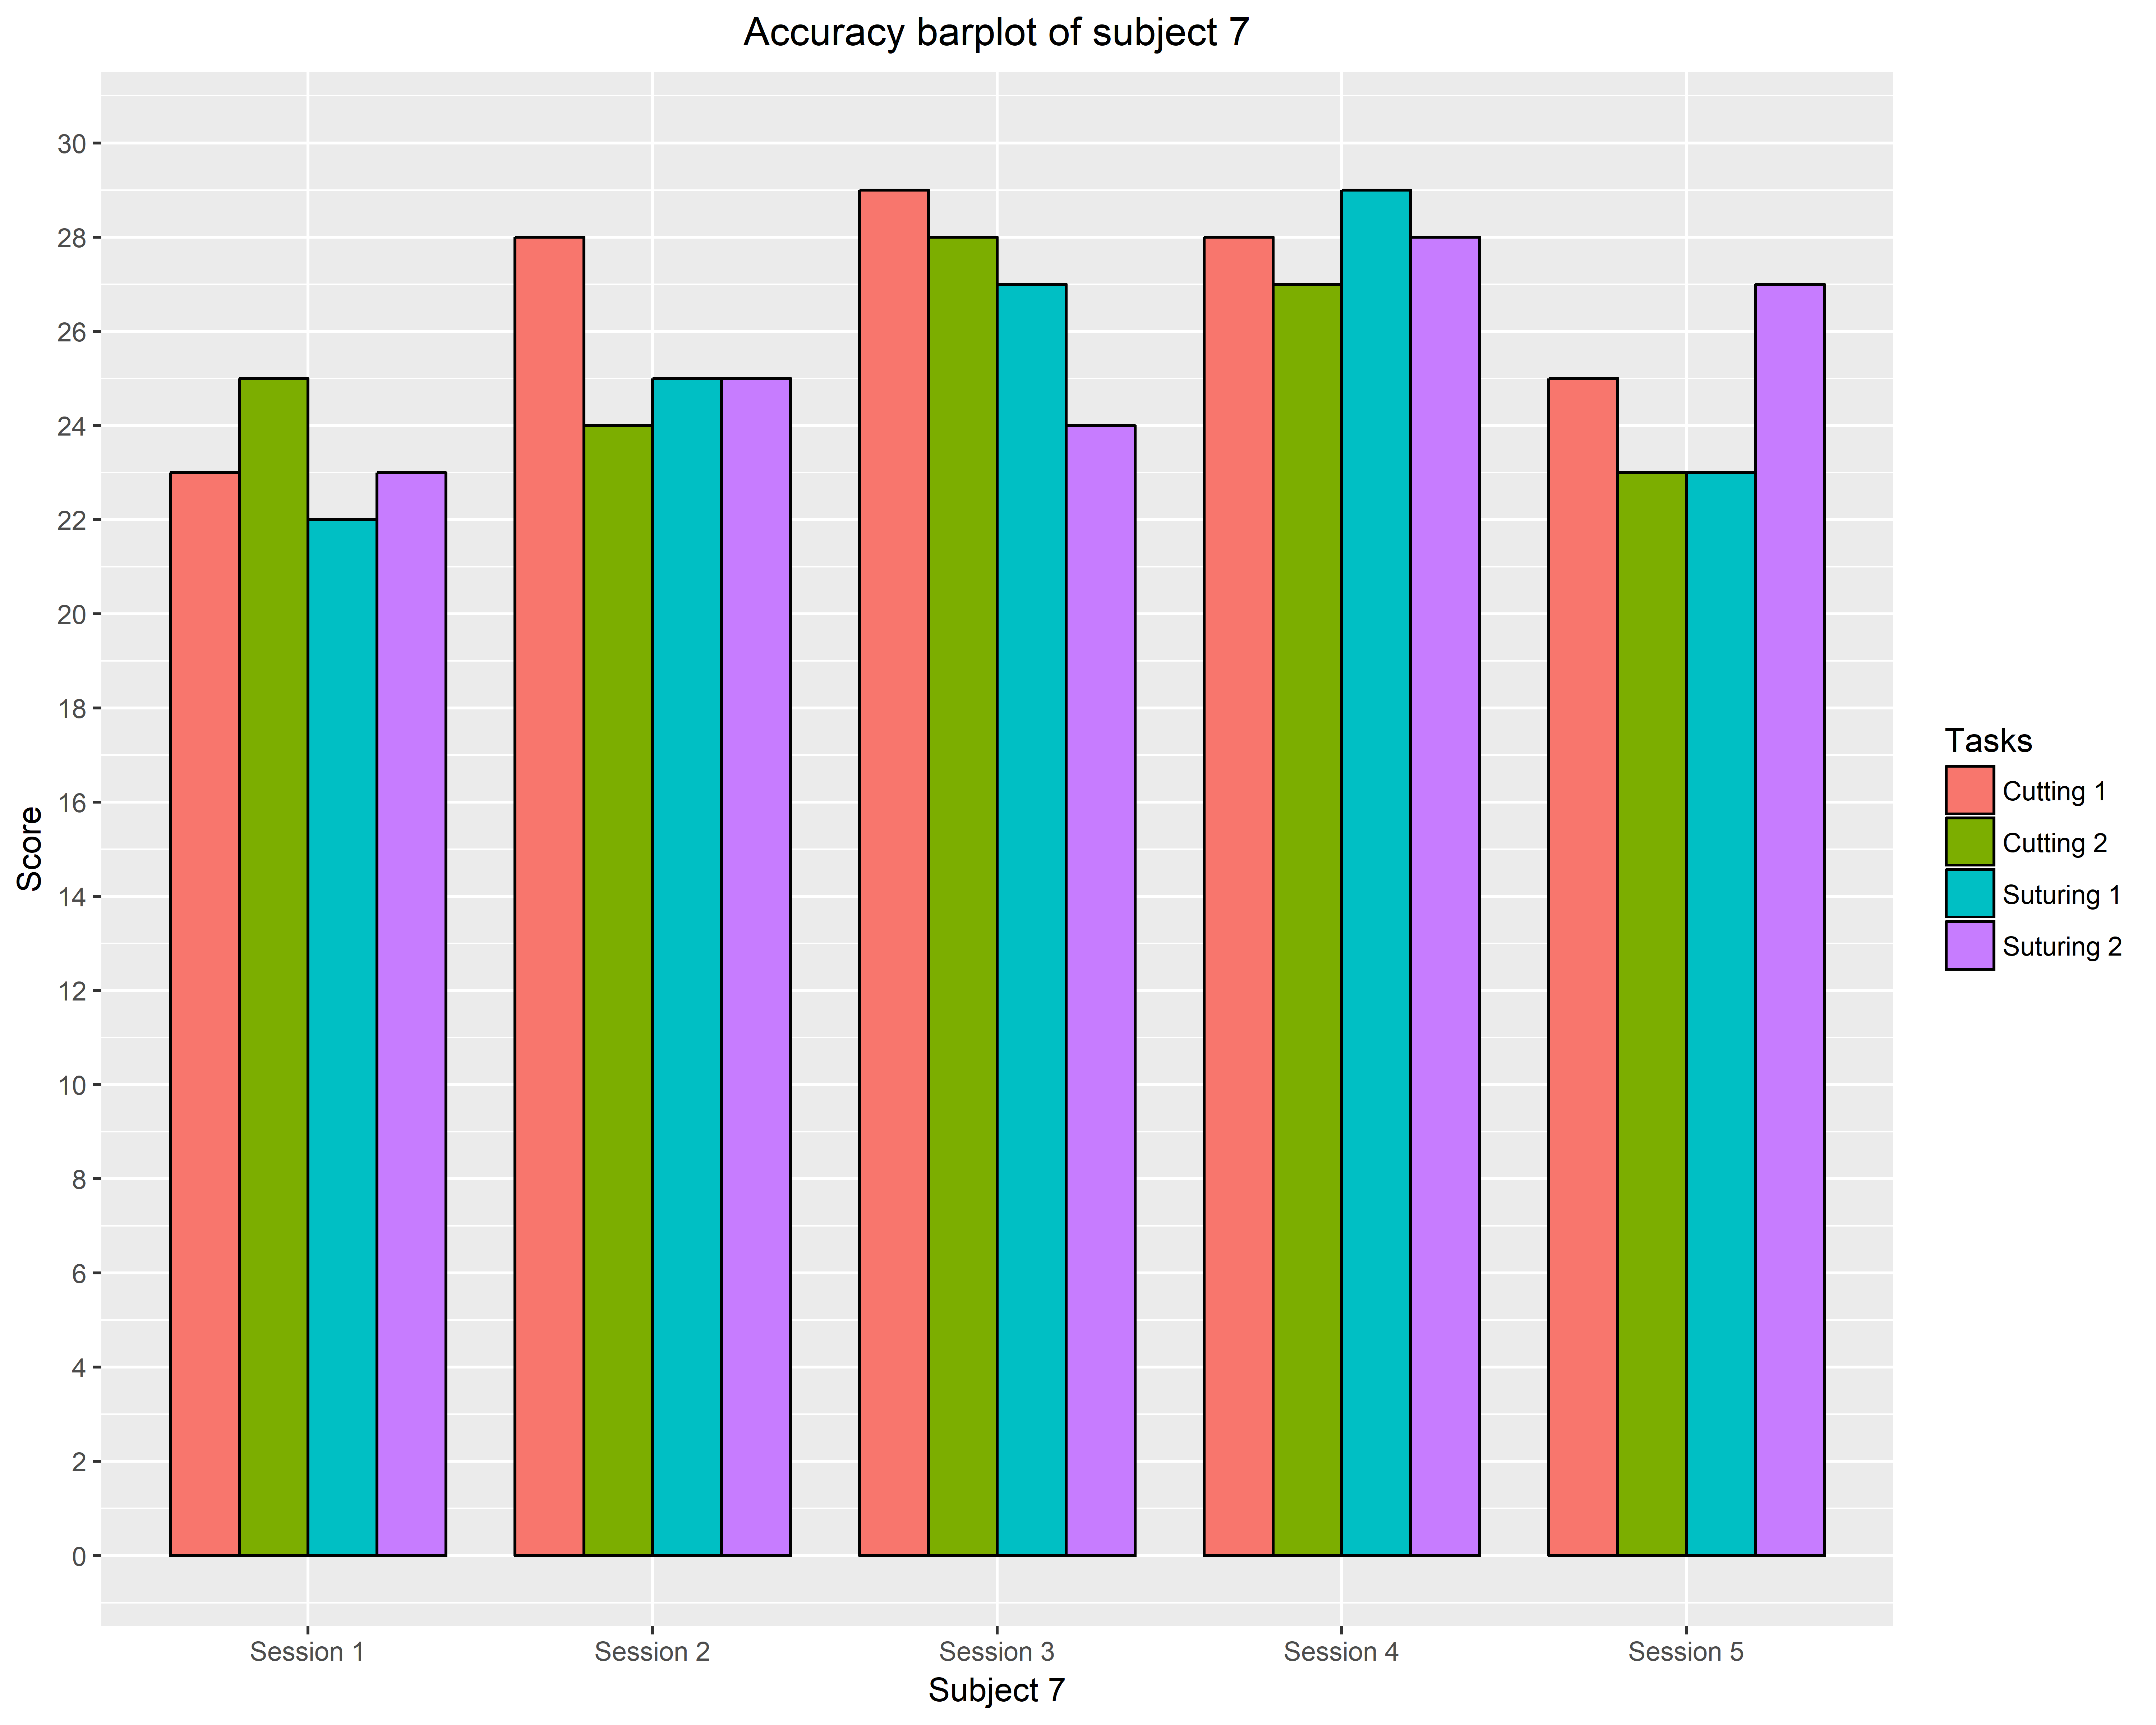 Accuracy barplot of subject 7
30
28
26
24
22
20
18
16
14
12
10
8
6
4
2
0
Score
Session 1
Session 2
Session 3
Session 4
Session 5
Subject 7
Tasks
Cutting 1
Cutting 2
Suturing 1
Suturing 2